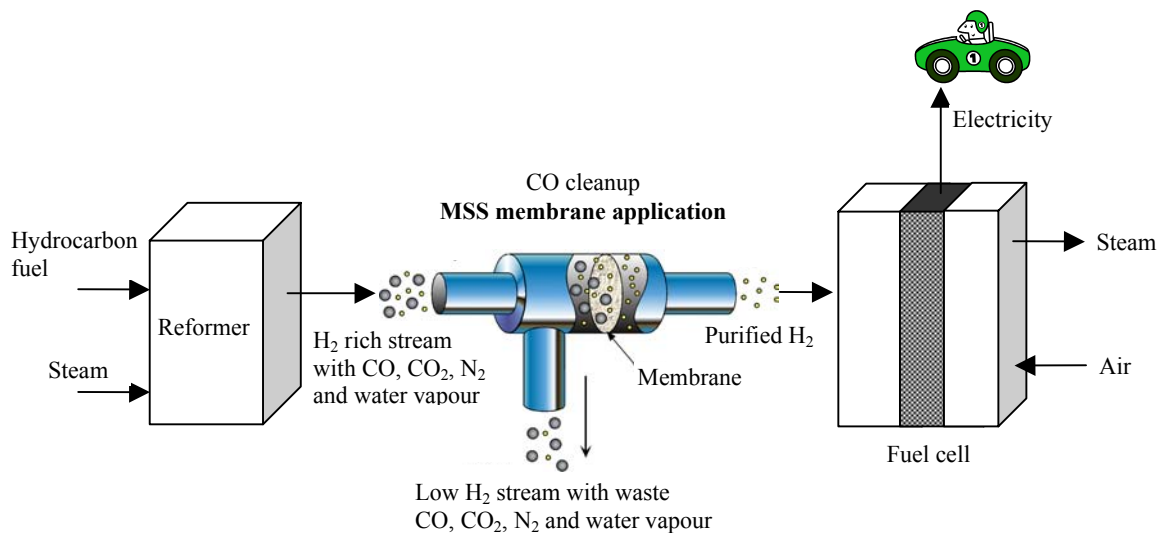 Electricity
CO cleanup
MSS membrane application
Hydrocarbon
fuel
Steam
Reformer
H₂ rich stream
with CO, CO₂, N₂
and water vapour
Membrane
Purified H₂
Low H₂ stream with waste
CO, CO₂, N₂ and water vapour
Steam
Air
Fuel cell
1